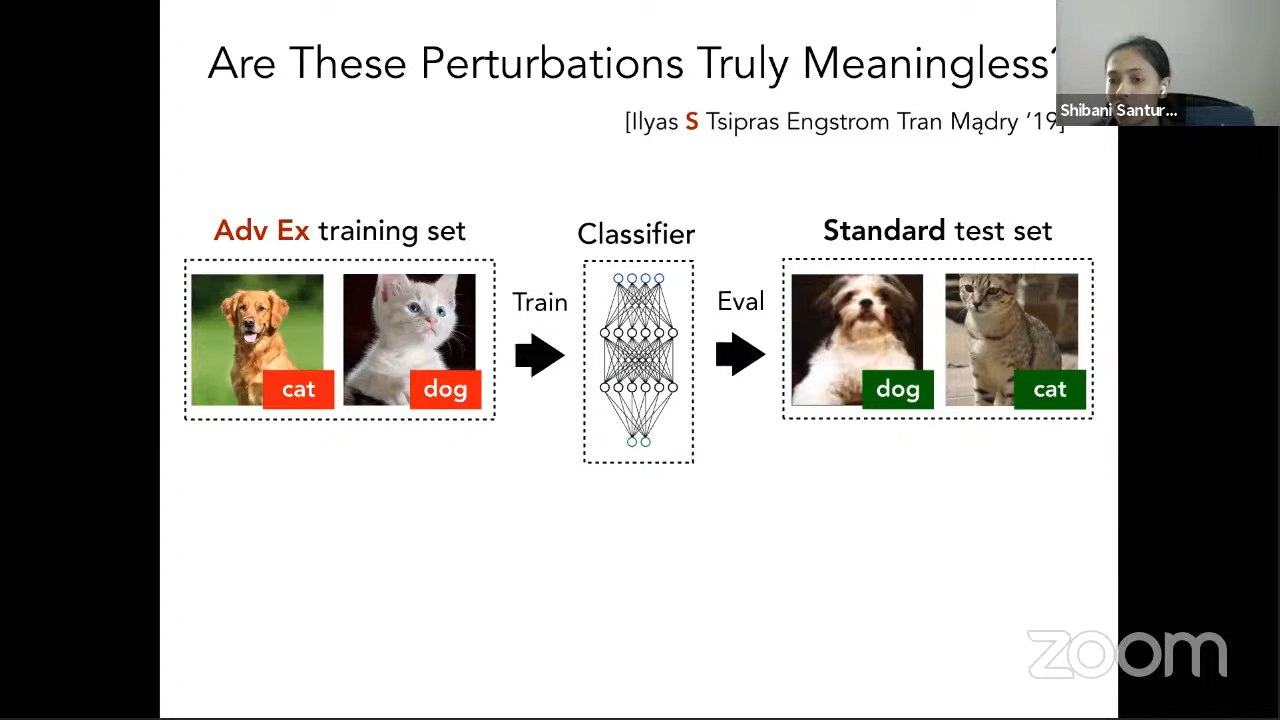 Are These Perturbations Truly Meaningless?
Shibani Santur...
[Ilyas S Tsipras Engstrom Tran Mądry ’19]
Adv Ex training set
Classifier
Standard test set
Train
Eval
cat
dog
dog
cat
zoom